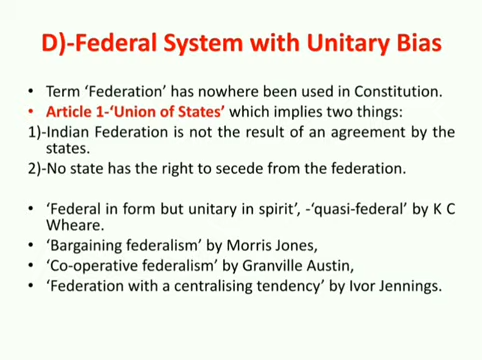 D)-Federal System with Unitary Bias
• Term ‘Federation’ has nowhere been used in Constitution.
• Article 1-‘Union of States’ which implies two things:
1)-Indian Federation is not the result of an agreement by the
states.
2)-No state has the right to secede from the federation.
• ‘Federal in form but unitary in spirit’, -‘quasi-federal’ by K C
Wheare.
• ‘Bargaining federalism’ by Morris Jones,
• ‘Co-operative federalism’ by Granville Austin,
• ‘Federation with a centralising tendency’ by Ivor Jennings.